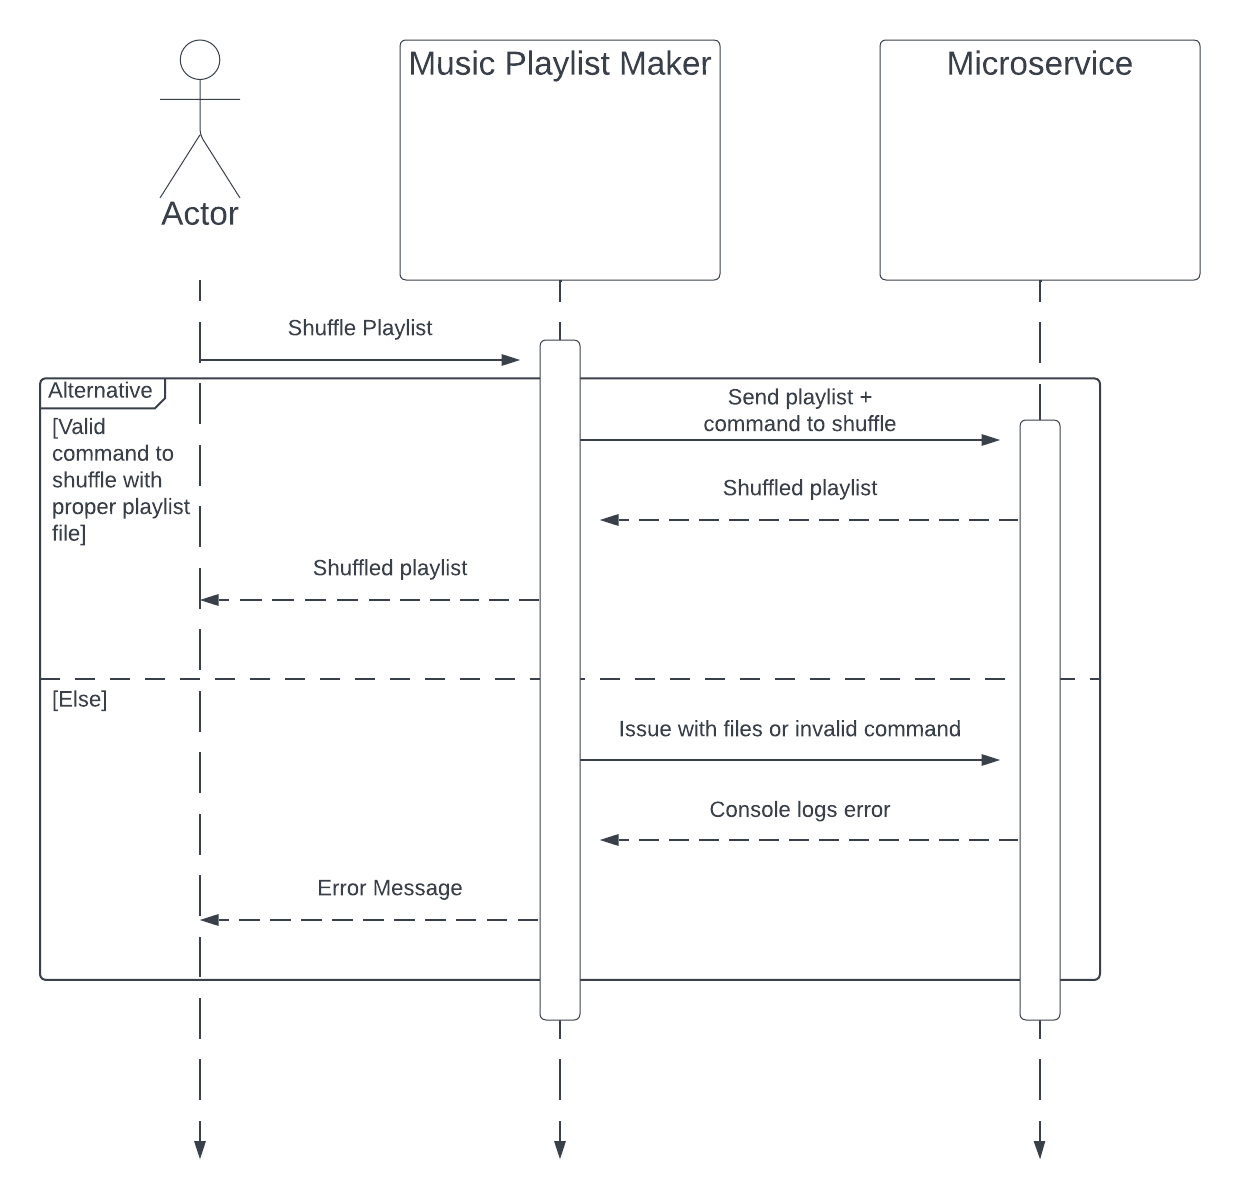 Music Playlist Maker
Microservice
Actor
Shuffle Playlist
Alternative
Send playlist +
command to shuffle
[Valid
command to
shuffle with
proper playlist
file]
Shuffled playlist
Shuffled playlist
[Else]
Issue with files or invalid command
Console logs error
Error Message